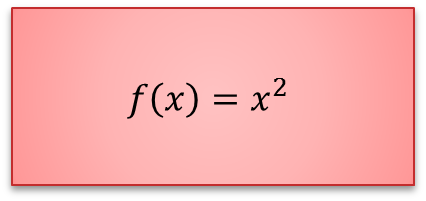 f(x) = x²